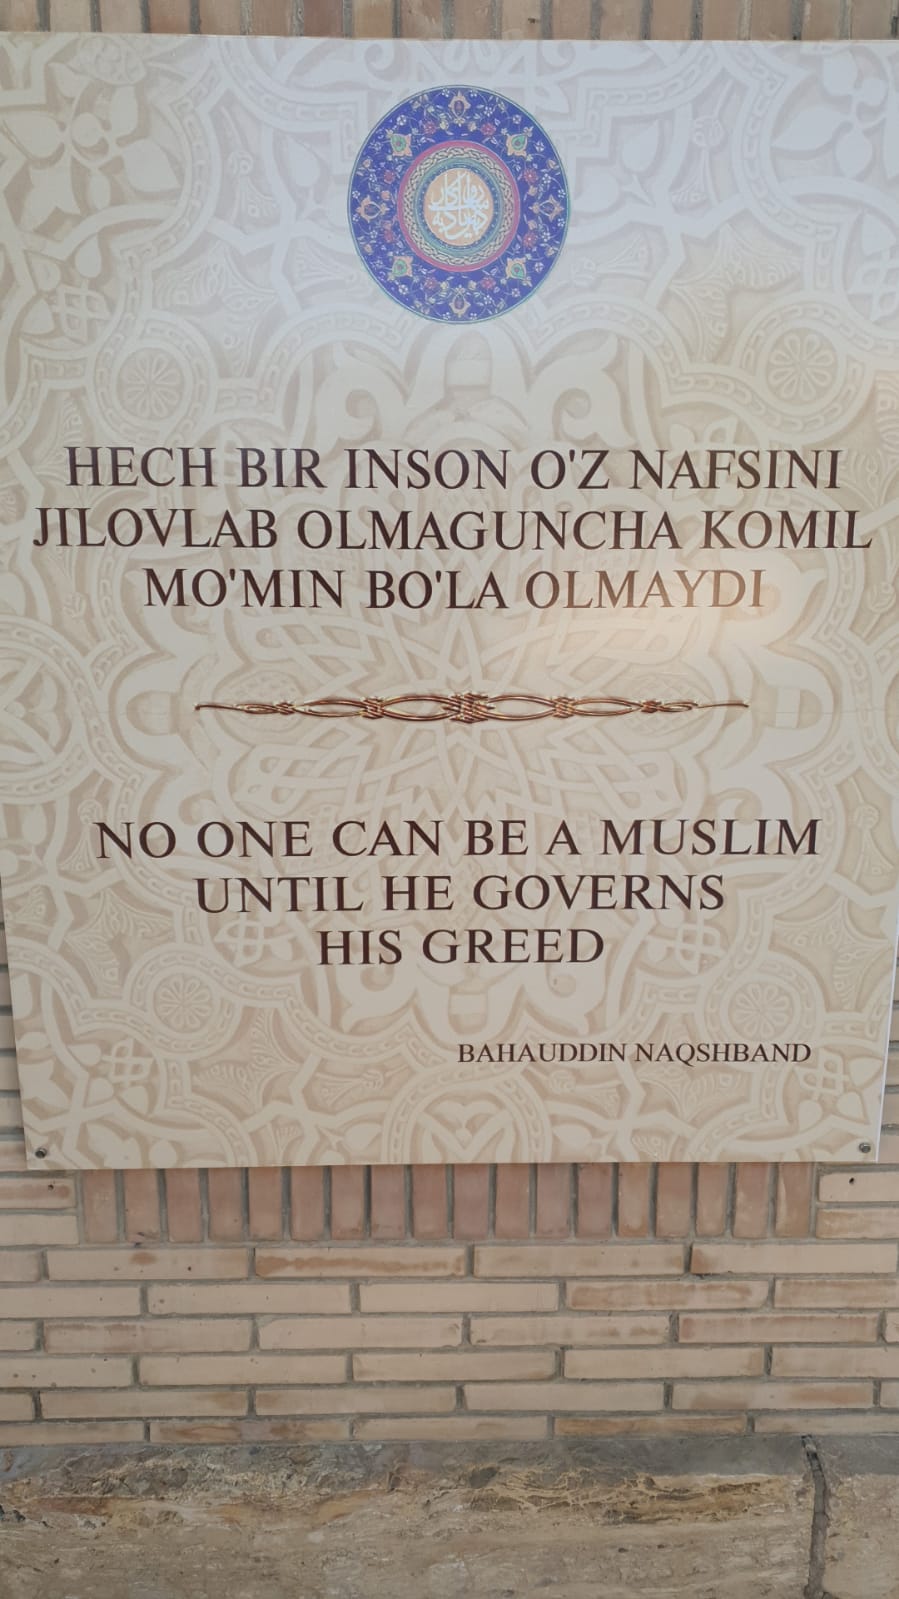 HECH BIR INSON O'Z NAFSINI
JILOVLAB OLMAGUNCHA KOMIL
MO'MIN BO'LA OLMAYDI
NO ONE CAN BE A MUSLIM
UNTIL HE GOVERNS
HIS GREED
BAHAUDDIN NAQSHBAND